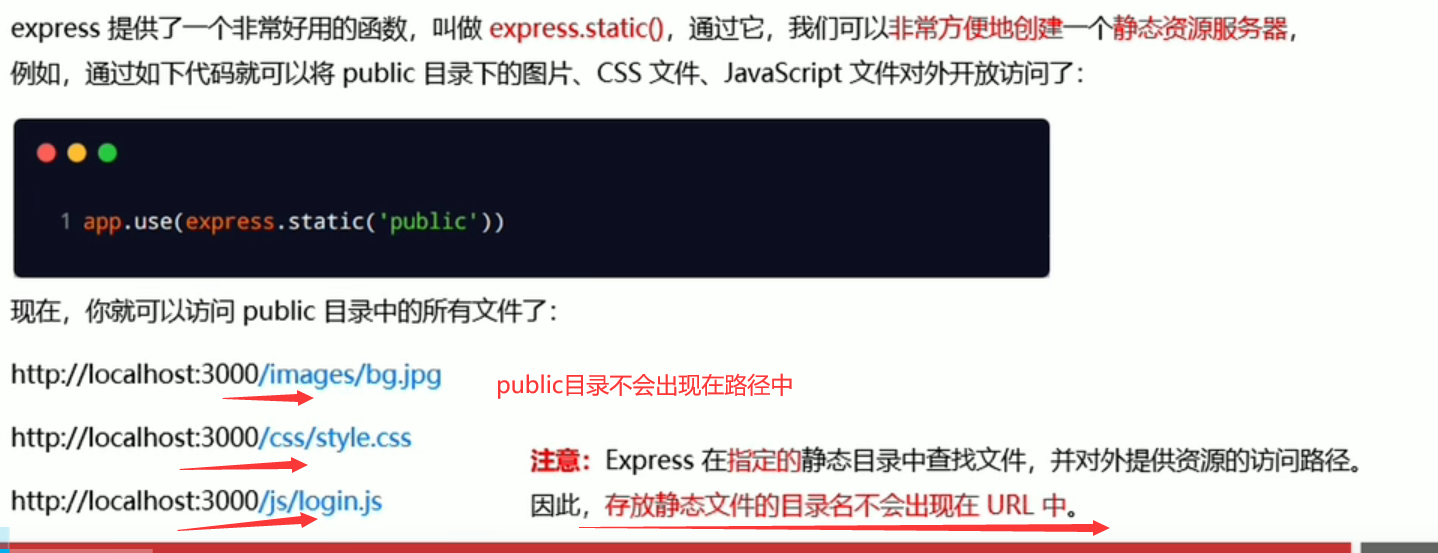 express 提供了一个非常好用的函数，叫做 express.static()，通过它，我们可以非常方便地创建一个静态资源服务器，
例如，通过如下代码就可以将 public 目录下的图片、CSS 文件、JavaScript 文件对外开放访问了：
1 app.use(express.static('public'))
现在，你就可以访问 public 目录中的所有文件了：
http://localhost:3000/images/bg.jpg
public目录不会出现在路径中
http://localhost:3000/css/style.css
注意：Express 在指定的静态目录中查找文件，并对外提供资源的访问路径。
http://localhost:3000/js/login.js
因此，存放静态文件的目录名不会出现在 URL 中。